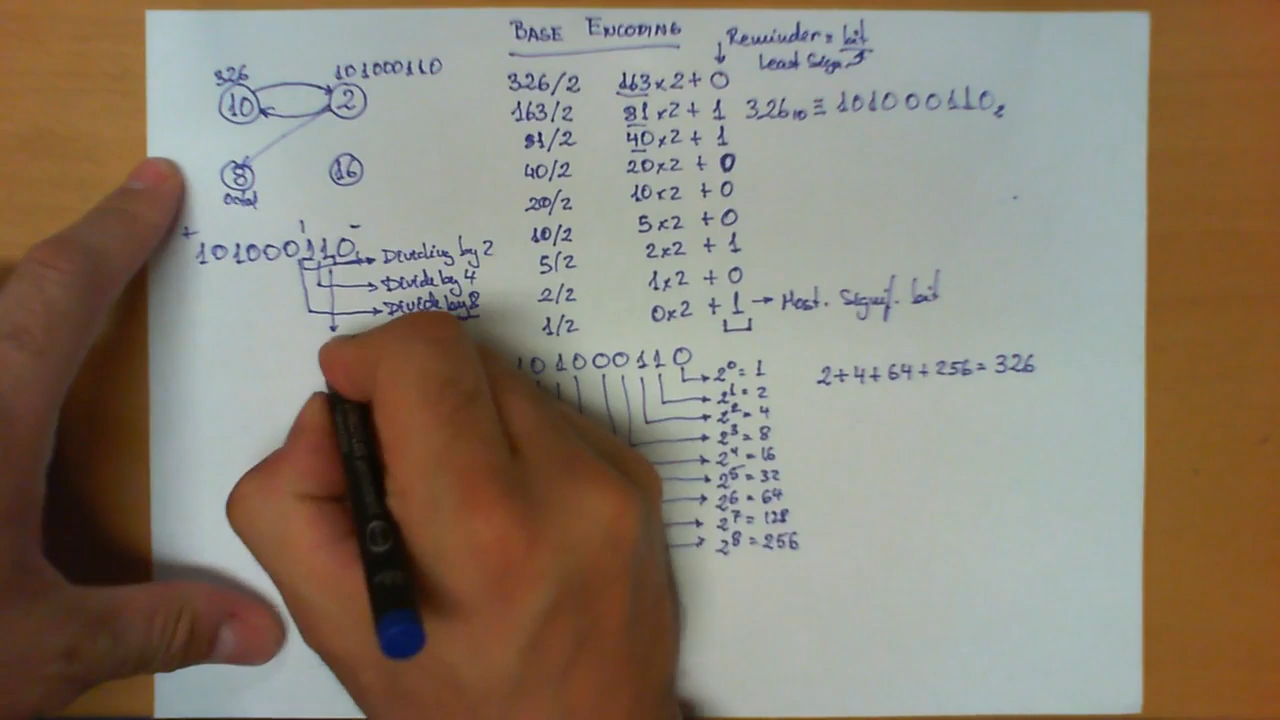 BASE ENCODING
Reminder = bit
Least Sign.
326
101000110
10
2
8
Octal
16
326/2 163x2 + 0
163/2 81x2 + 1
81/2 40x2 + 1
40/2 20x2 + 0
20/2 10x2 + 0
10/2 5x2 + 0
5/2 2x2 + 1
2/2 1x2 + 0
1/2 0x2 + 1 → Most. Signif. bit
326₁₀ ≡ 101000110₂
+ -
101000110
Dividing by 2
Divide by 4
Divide by 8
10100110
2⁰ = 1
2¹ = 2
2² = 4
2³ = 8
2⁴ = 16
2⁵ = 32
2⁶ = 64
2⁷ = 128
2⁸ = 256
2+4+64+256=326